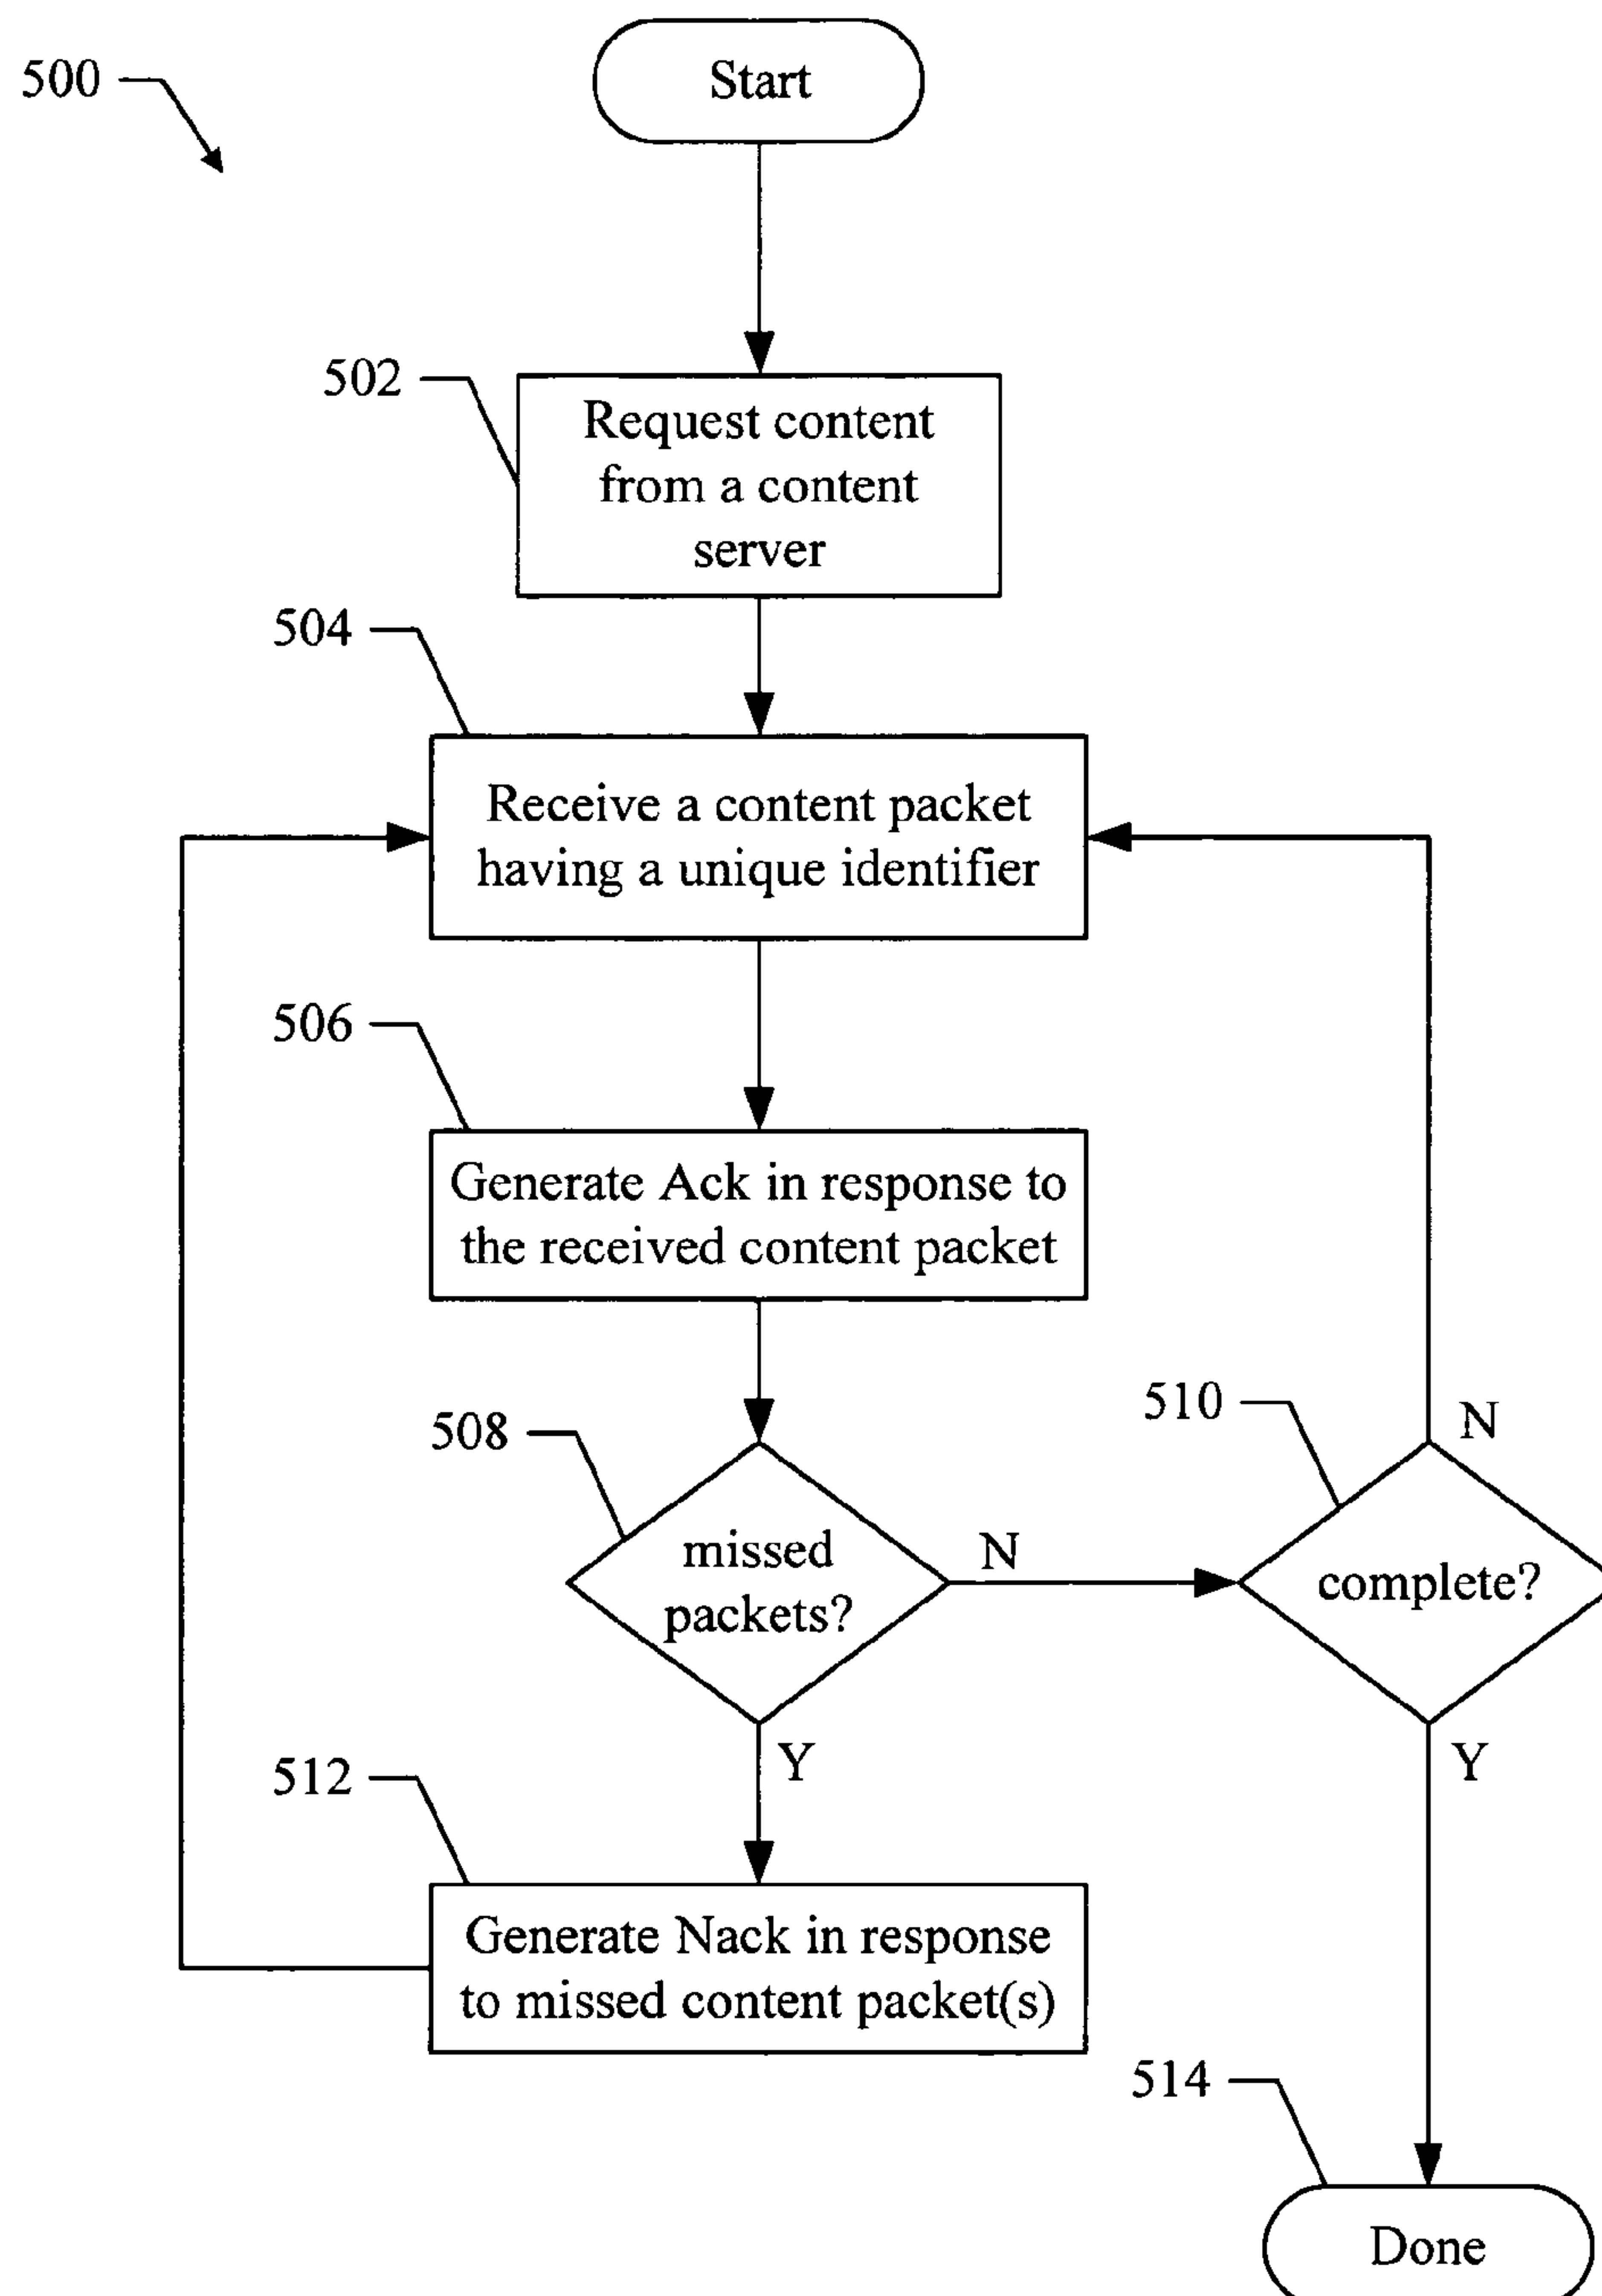 500
Start
502
Request content
from a content
server
504
Receive a content packet
having a unique identifier
506
Generate Ack in response to
the received content packet
508
missed
packets?
N
510
N
complete?
Y
Y
512
Generate Nack in response
to missed content packet(s)
514
Done